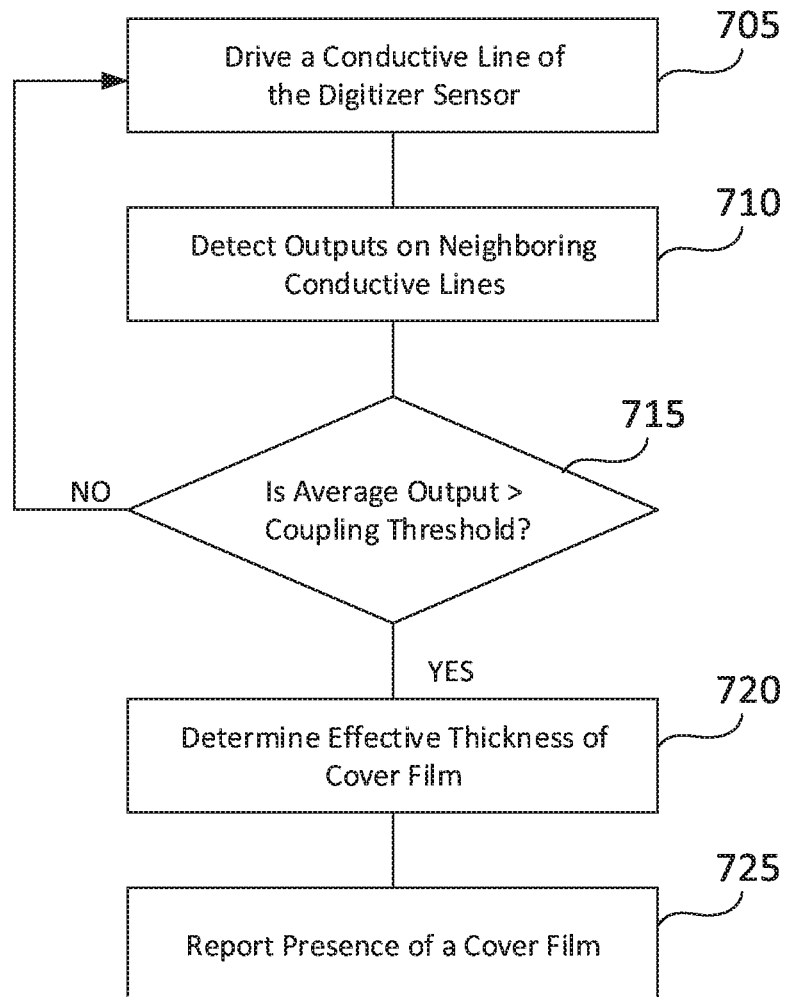 705
Drive a Conductive Line of
the Digitizer Sensor
710
Detect Outputs on Neighboring
Conductive Lines
715
Is Average Output >
Coupling Threshold?
NO
YES
720
Determine Effective Thickness of
Cover Film
725
Report Presence of a Cover Film